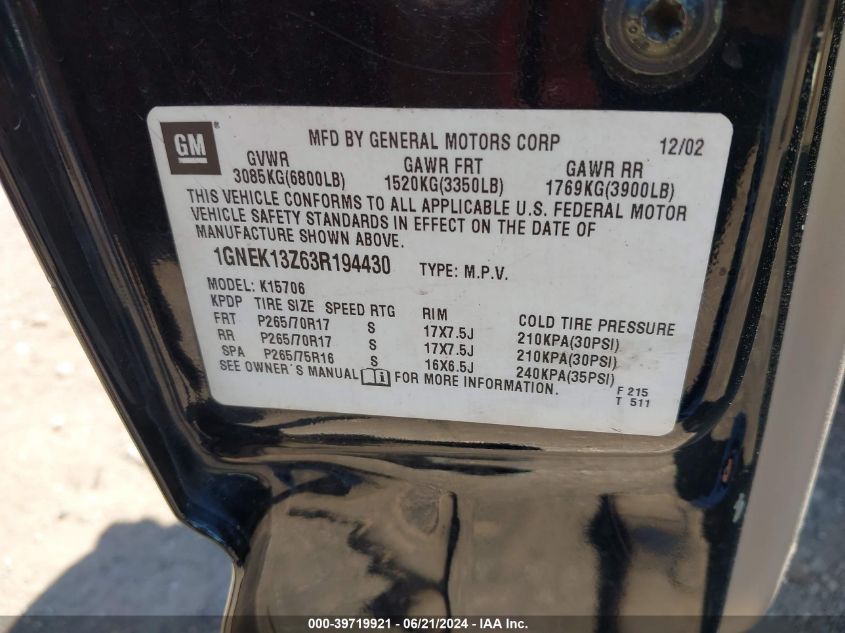 GM
MFD BY GENERAL MOTORS CORP 12/02
GVWR GAWR FRT GAWR RR
3085KG(6800LB) 1520KG(3350LB) 1769KG(3900LB)
THIS VEHICLE CONFORMS TO ALL APPLICABLE U.S. FEDERAL MOTOR
VEHICLE SAFETY STANDARDS IN EFFECT ON THE DATE OF
MANUFACTURE SHOWN ABOVE.
1GNEK13Z63R194430 TYPE: M.P.V.
MODEL: K15706
KPDP TIRE SIZE SPEED RTG RIM COLD TIRE PRESSURE
FRT P265/70R17 S 17X7.5J 210KPA(30PSI)
RR P265/70R17 S 17X7.5J 210KPA(30PSI)
SPA P265/75R16 S 16X6.5J 240KPA(35PSI)
SEE OWNER'S MANUAL FOR MORE INFORMATION.
F 215
T 511
000-39719921 / 06/21/2024 / IAA Inc.